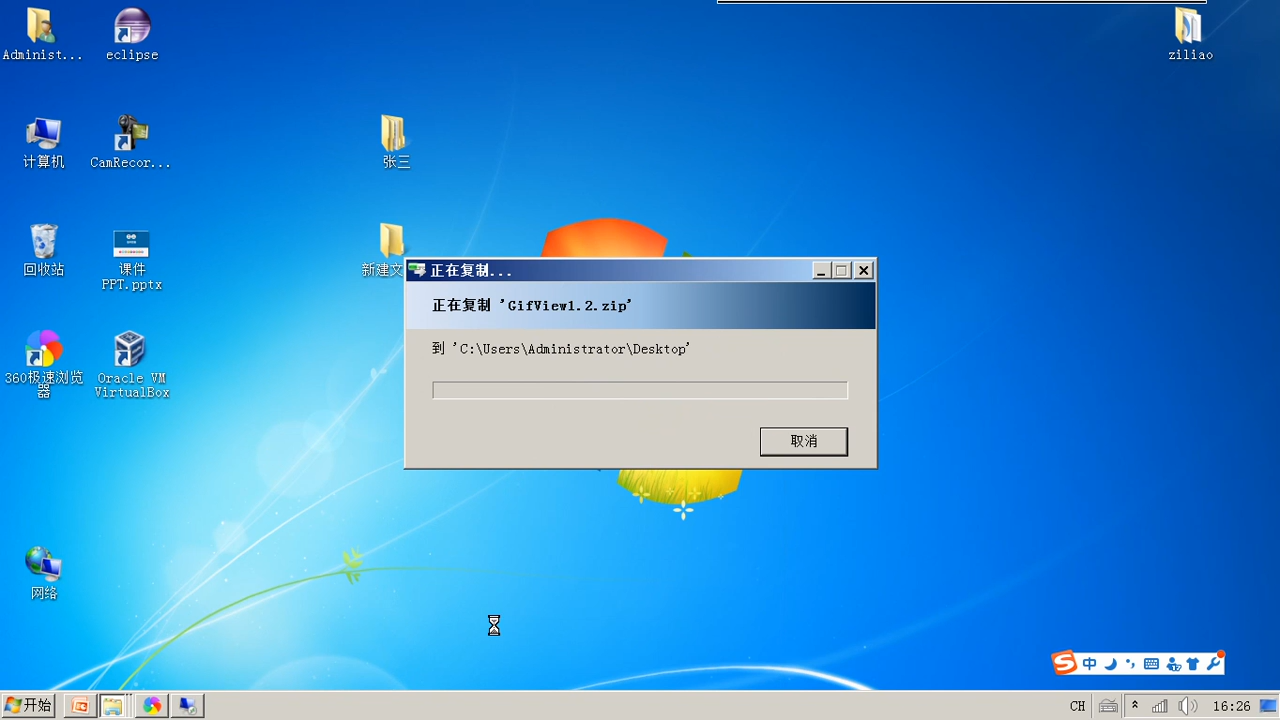 Administ...
eclipse
ziliao
计算机
CamRecor...
张三
回收站
课件
PPT.pptx
新建文
正在复制...
正在复制 'GifView1.2.zip'
到 'C:\Users\Administrator\Desktop'
取消
360极速浏览
器
Oracle VM
VirtualBox
网络
中
开始
CH
16:26